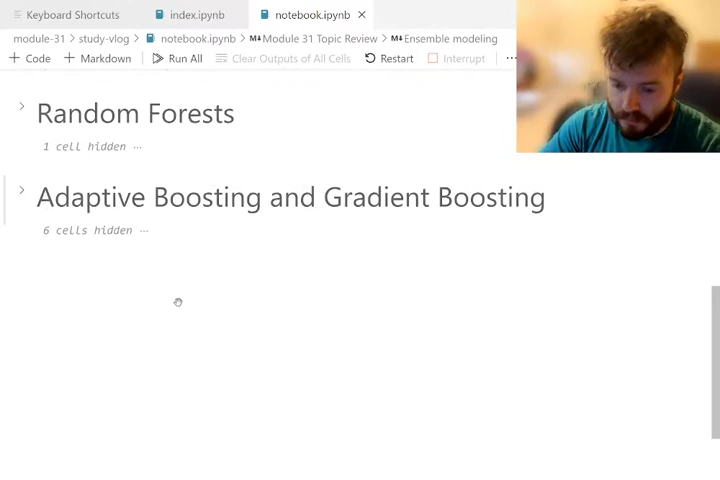 Keyboard Shortcuts index.ipynb notebook.ipynb
module-31 > study-vlog > notebook.ipynb > M↓ Module 31 Topic Review > M↓ Ensemble modeling
+ Code + Markdown Run All Clear Outputs of All Cells Restart Interrupt ...
Random Forests
1 cell hidden ...
Adaptive Boosting and Gradient Boosting
6 cells hidden ...